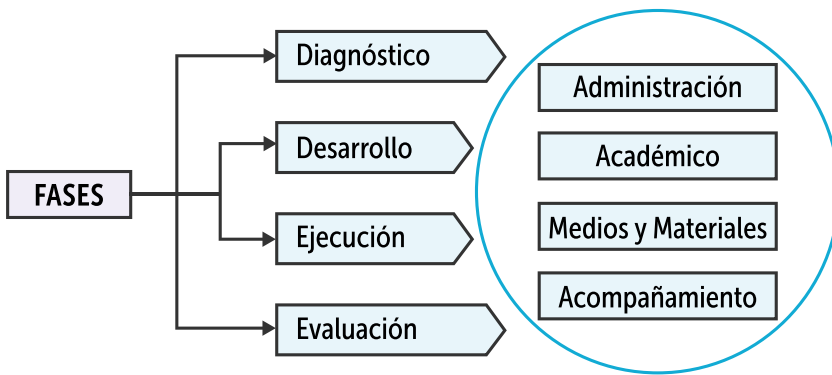 FASES
Diagnóstico
Desarrollo
Ejecución
Evaluación
Administración
Académico
Medios y Materiales
Acompañamiento